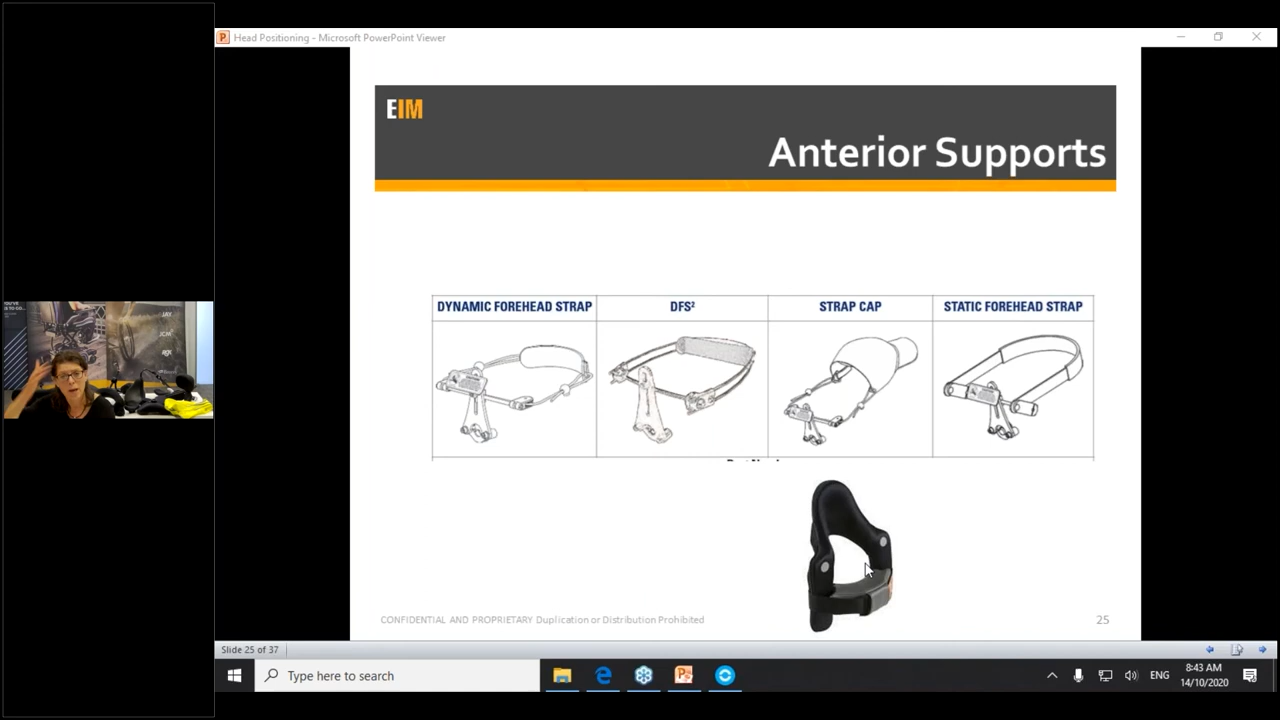 Head Positioning - Microsoft PowerPoint Viewer
EIM
Anterior Supports
DYNAMIC FOREHEAD STRAP
DFS²
STRAP CAP
STATIC FOREHEAD STRAP
CONFIDENTIAL AND PROPRIETARY Duplication or Distribution Prohibited
25
JAY
Slide 25 of 37
Type here to search
ENG
8:43 AM
14/10/2020